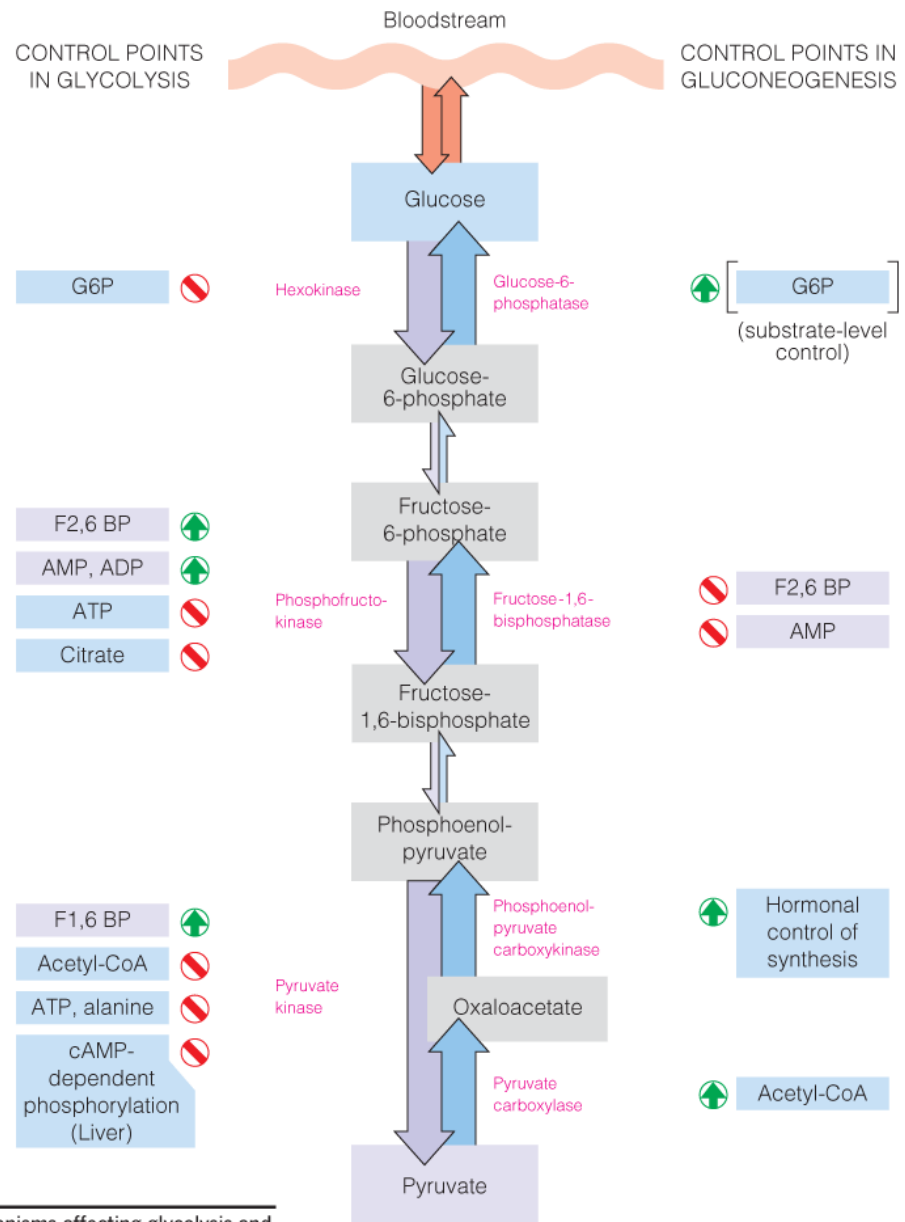 Bloodstream
CONTROL POINTS
IN GLYCOLYSIS
CONTROL POINTS IN
GLUCONEOGENESIS
Glucose
G6P
Hexokinase
Glucose-6-
phosphatase
G6P
(substrate-level
control)
Glucose-
6-phosphate
F2,6 BP
AMP, ADP
ATP
Citrate
Fructose-
6-phosphate
Phosphofructo-
kinase
Fructose-1,6-
bisphosphatase
F2,6 BP
AMP
Fructose-
1,6-bisphosphate
Phosphoenol-
pyruvate
F1,6 BP
Acetyl-CoA
ATP, alanine
cAMP-
dependent
phosphorylation
(Liver)
Pyruvate
kinase
Phosphoenol-
pyruvate
carboxykinase
Hormonal
control of
synthesis
Oxaloacetate
Pyruvate
carboxylase
Acetyl-CoA
Pyruvate
affecting glycolysis and